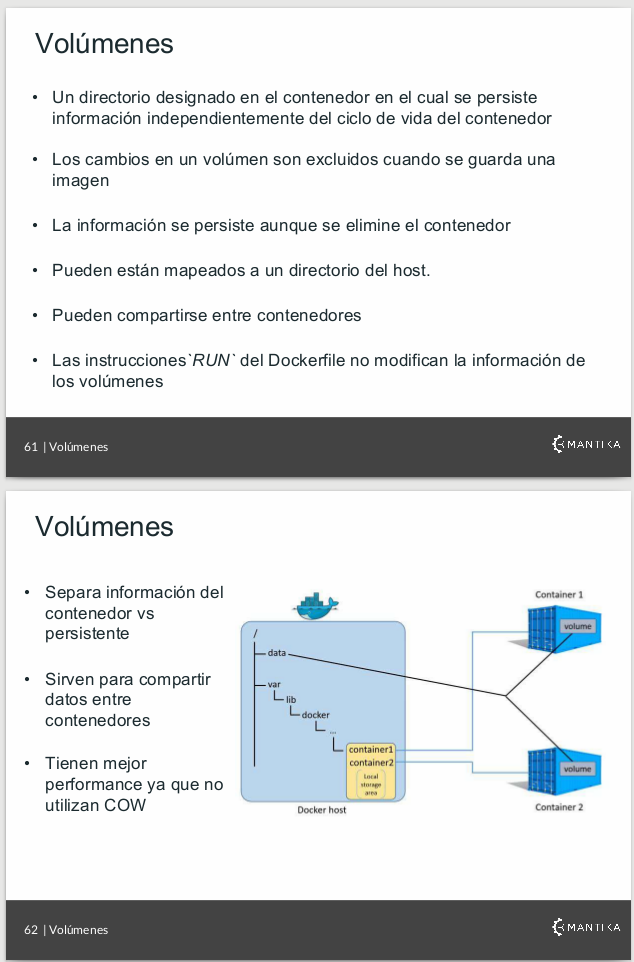 Volúmenes
• Un directorio designado en el contenedor en el cual se persiste
información independientemente del ciclo de vida del contenedor
• Los cambios en un volúmen son excluidos cuando se guarda una
imagen
• La información se persiste aunque se elimine el contenedor
• Pueden están mapeados a un directorio del host.
• Pueden compartirse entre contenedores
• Las instrucciones`RUN` del Dockerfile no modifican la información de
los volúmenes
61 | Volúmenes
MANTIKA
Volúmenes
• Separa información del
contenedor vs
persistente
• Sirven para compartir
datos entre
contenedores
• Tienen mejor
performance ya que no
utilizan COW
/
data
var
lib
docker
...
container1
container2
Local
storage
area
Docker host
Container 1
volume
volume
Container 2
62 | Volúmenes
MANTIKA